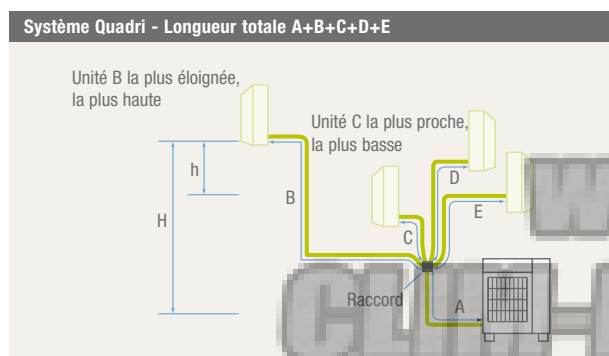 Système Quadri - Longueur totale A+B+C+D+E
Unité B la plus éloignée,
la plus haute
Unité C la plus proche,
la plus basse
h
H
B
D
E
C
Raccord
A